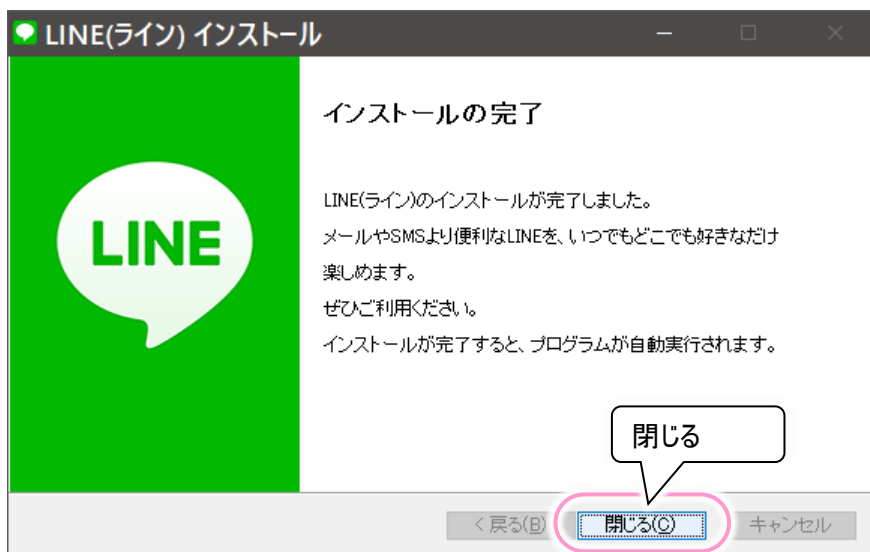 LINE(ライン) インストール
インストールの完了
LINE
LINE(ライン)のインストールが完了しました。
メールやSMSより便利なLINEを、いつでもどこでも好きなだけ
楽しめます。
ぜひご利用ください。
インストールが完了すると、プログラムが自動実行されます。
閉じる
< 戻る(B) 閉じる(C) キャンセル